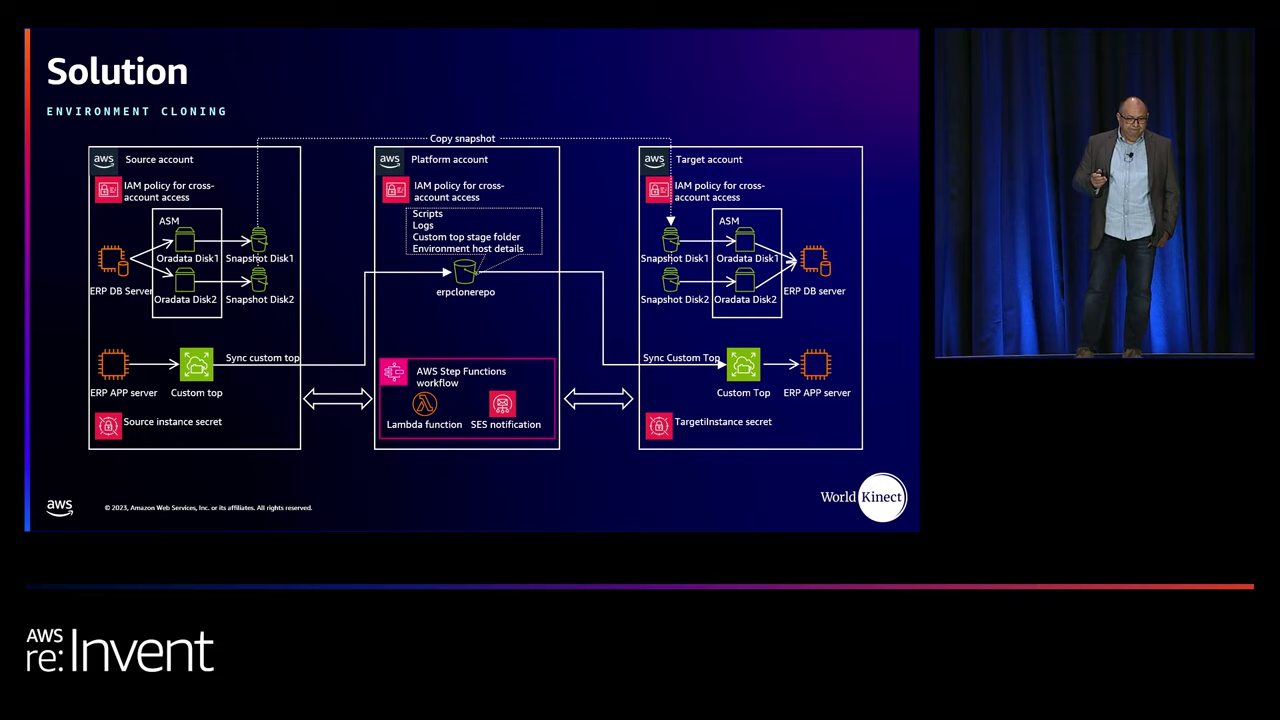 Solution
ENVIRONMENT CLONING
Copy snapshot
aws
Source account
IAM policy for cross-
account access
ASM
Oradata Disk1
Snapshot Disk1
ERP DB Server
Oradata Disk2
Snapshot Disk2
Sync custom top
ERP APP server
Custom top
Source instance secret
aws
Platform account
IAM policy for cross-
account access
Scripts
Logs
Custom top stage folder
Environment host details
erpclonerepo
AWS Step Functions
workflow
Lambda function
SES notification
aws
Target account
IAM policy for cross-
account access
ASM
Snapshot Disk1
Oradata Disk1
Snapshot Disk2
Oradata Disk2
ERP DB server
Sync Custom Top
Custom Top
ERP APP server
TargetiInstance secret
aws
© 2023, Amazon Web Services, Inc. or its affiliates. All rights reserved.
World Kinect
AWS
re:Invent